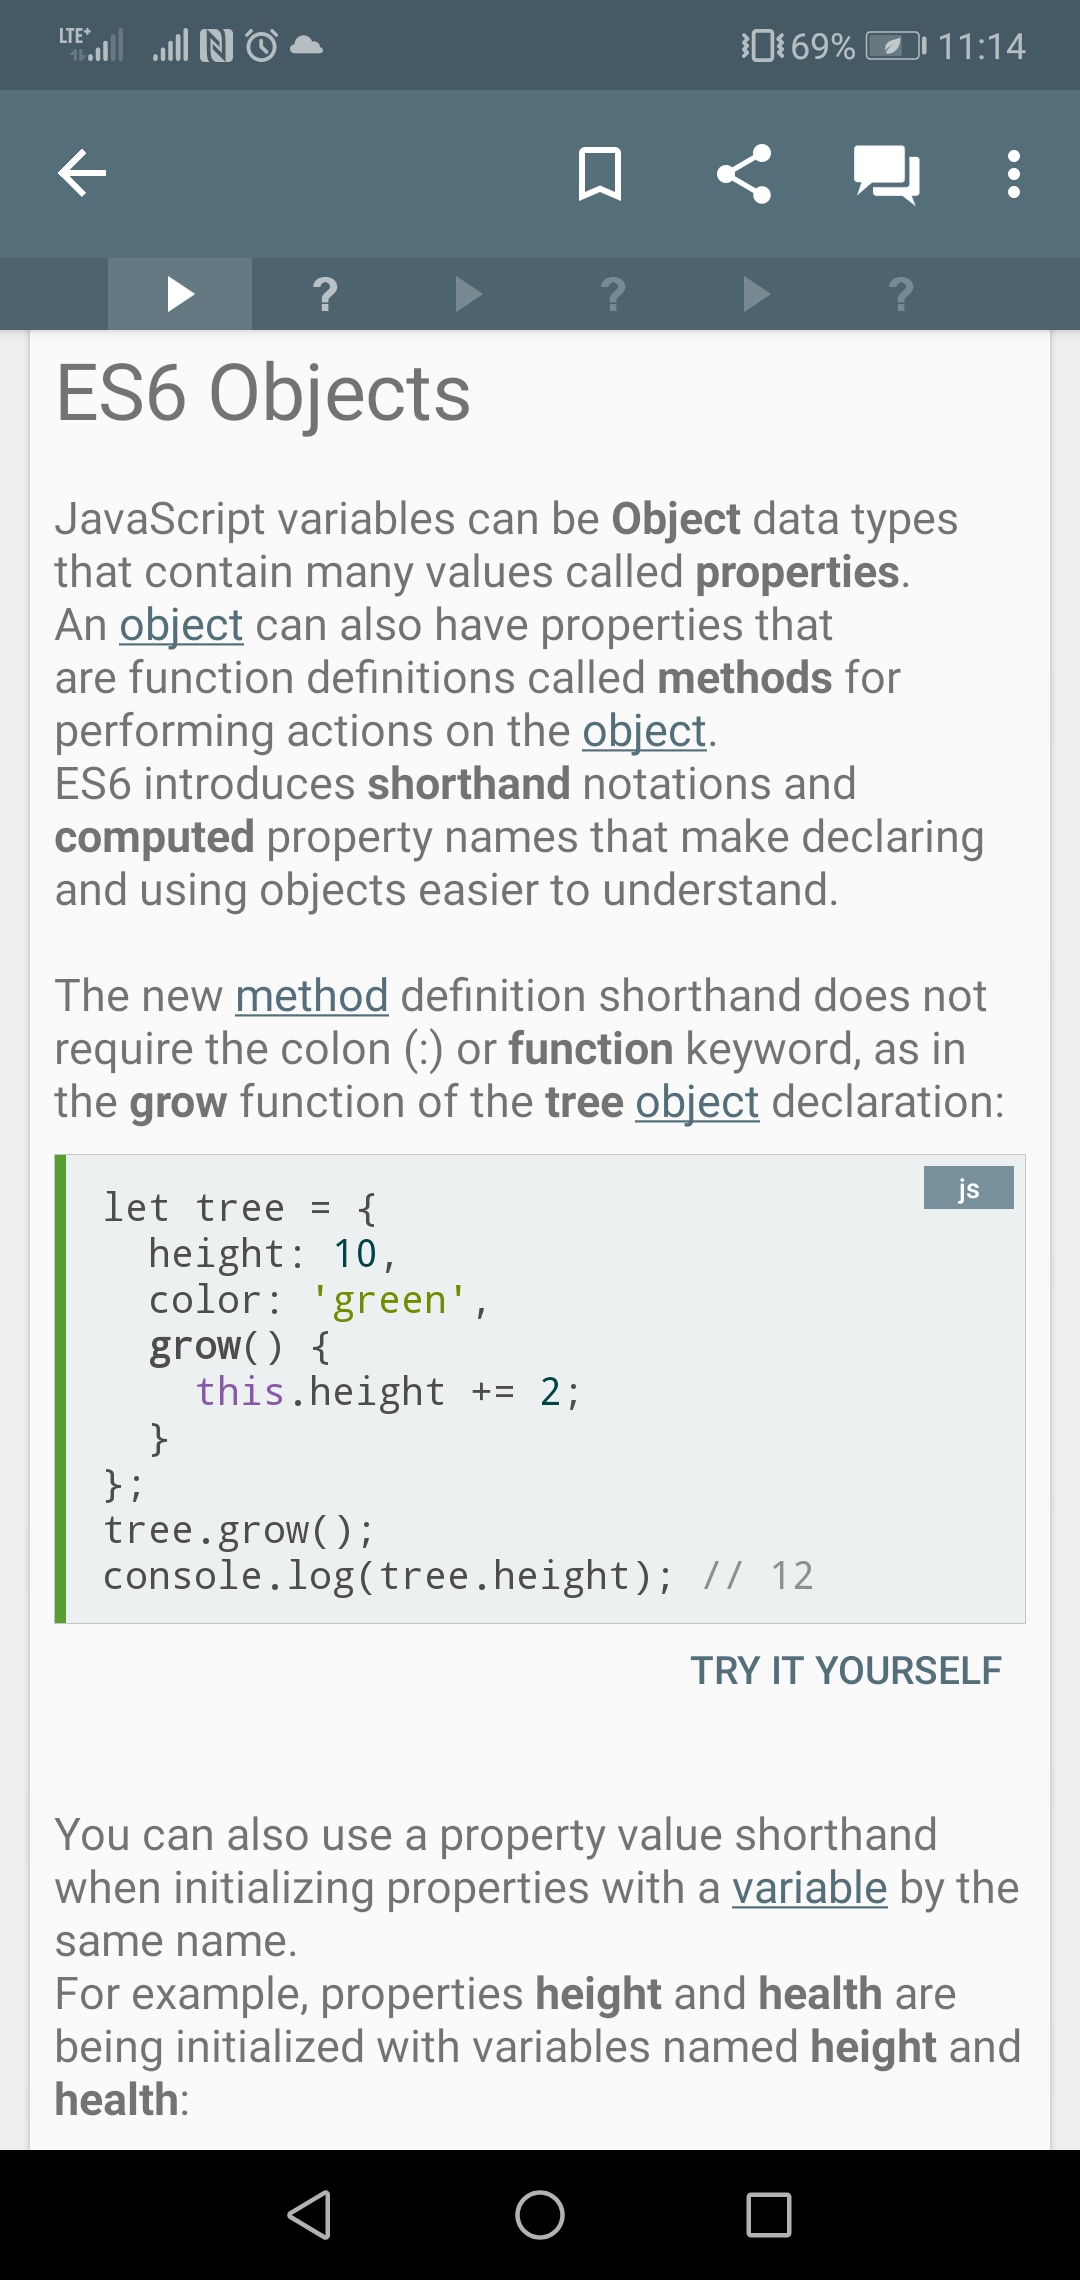 LTE+ 69% 11:14
? ? ?
ES6 Objects
JavaScript variables can be Object data types
that contain many values called properties.
An object can also have properties that
are function definitions called methods for
performing actions on the object.
ES6 introduces shorthand notations and
computed property names that make declaring
and using objects easier to understand.
The new method definition shorthand does not
require the colon (:) or function keyword, as in
the grow function of the tree object declaration:
js
let tree = {
  height: 10,
  color: 'green',
  grow() {
    this.height += 2;
  }
};
tree.grow();
console.log(tree.height); // 12
TRY IT YOURSELF
You can also use a property value shorthand
when initializing properties with a variable by the
same name.
For example, properties height and health are
being initialized with variables named height and
health: